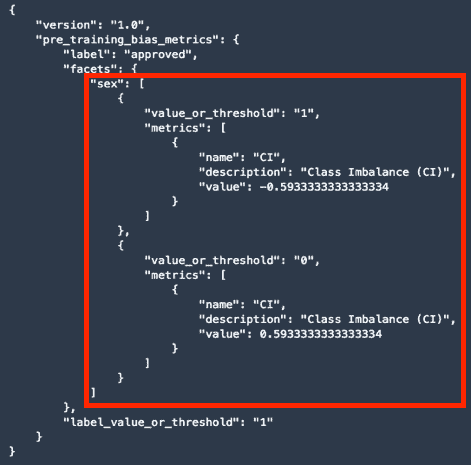 {
    "version": "1.0",
    "pre_training_bias_metrics": {
        "label": "approved",
        "facets": {
            "sex": [
                {
                    "value_or_threshold": "1",
                    "metrics": [
                        {
                            "name": "CI",
                            "description": "Class Imbalance (CI)",
                            "value": -0.5933333333333334
                        }
                    ]
                },
                {
                    "value_or_threshold": "0",
                    "metrics": [
                        {
                            "name": "CI",
                            "description": "Class Imbalance (CI)",
                            "value": 0.5933333333333334
                        }
                    ]
                }
            ]
        },
        "label_value_or_threshold": "1"
    }
}